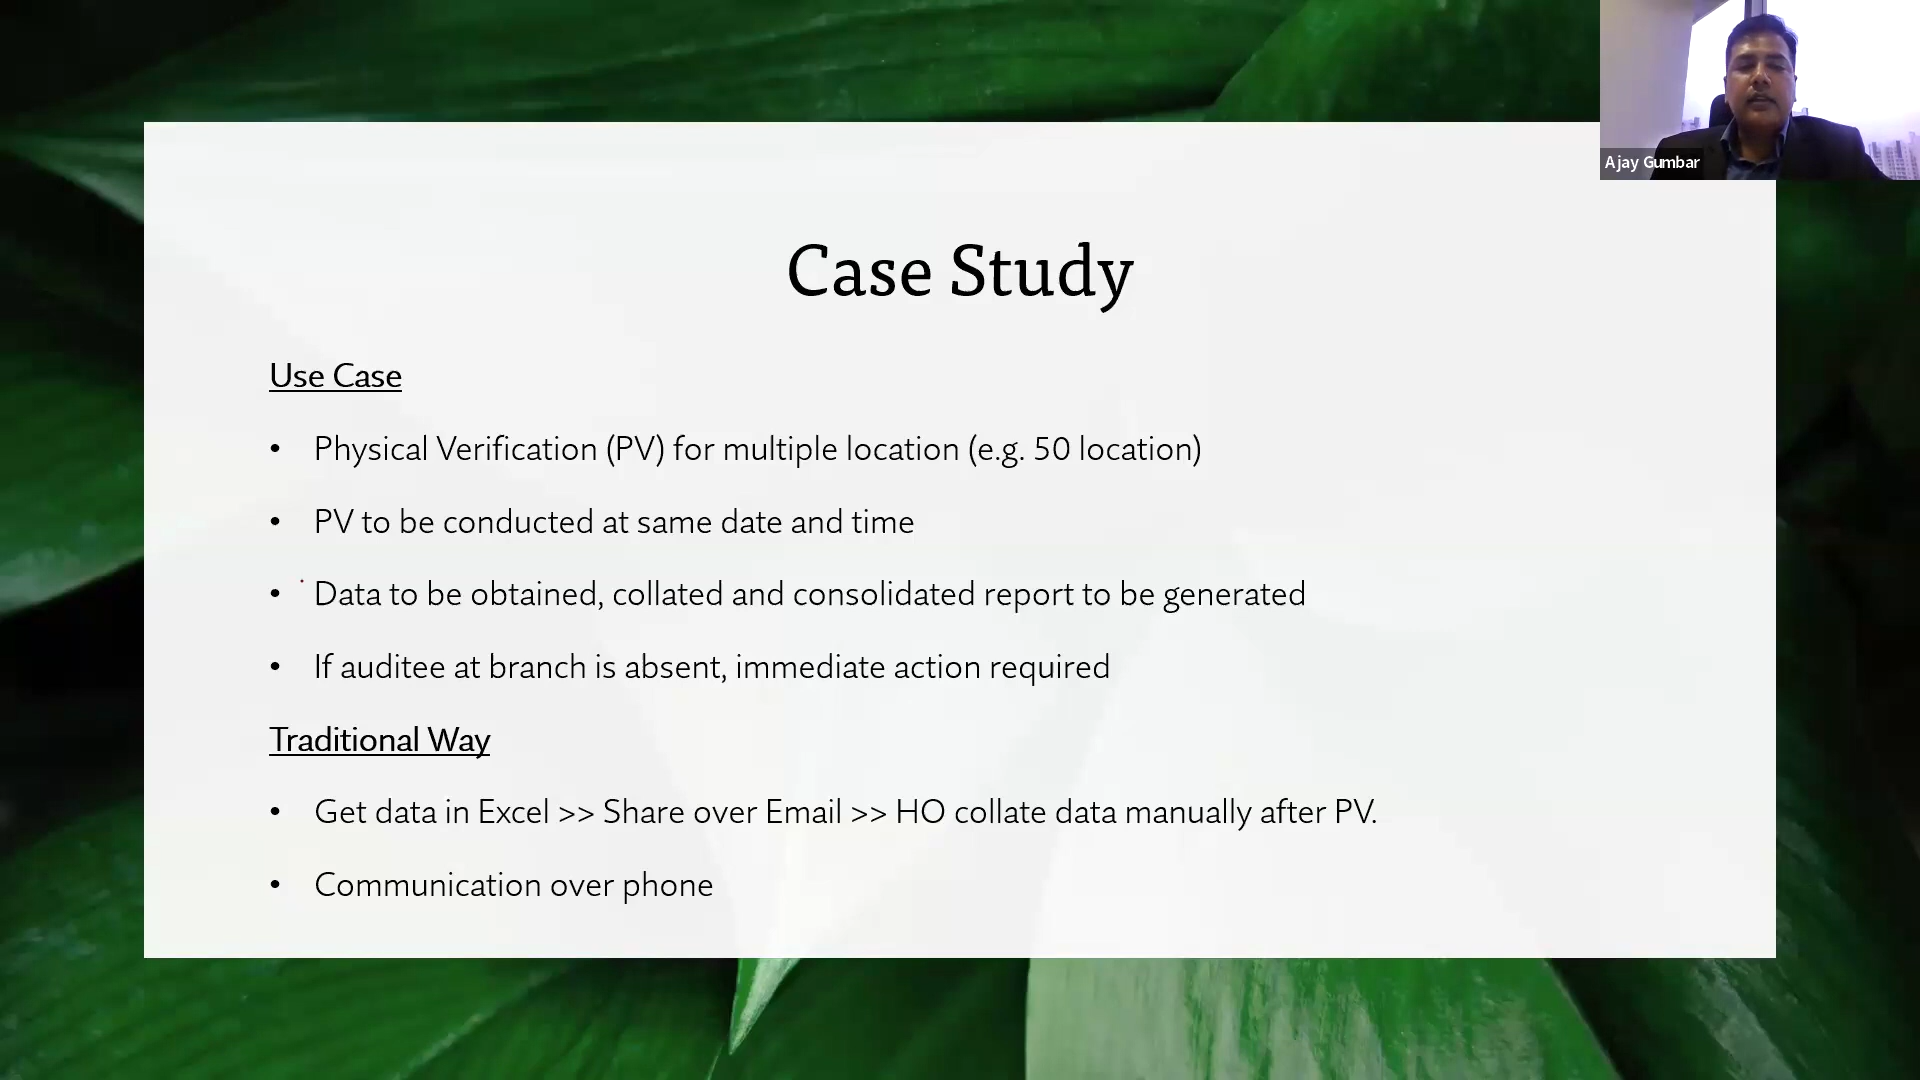 Ajay Gumbar
Case Study
Use Case
• Physical Verification (PV) for multiple location (e.g. 50 location)
• PV to be conducted at same date and time
• Data to be obtained, collated and consolidated report to be generated
• If auditee at branch is absent, immediate action required
Traditional Way
• Get data in Excel >> Share over Email >> HO collate data manually after PV.
• Communication over phone